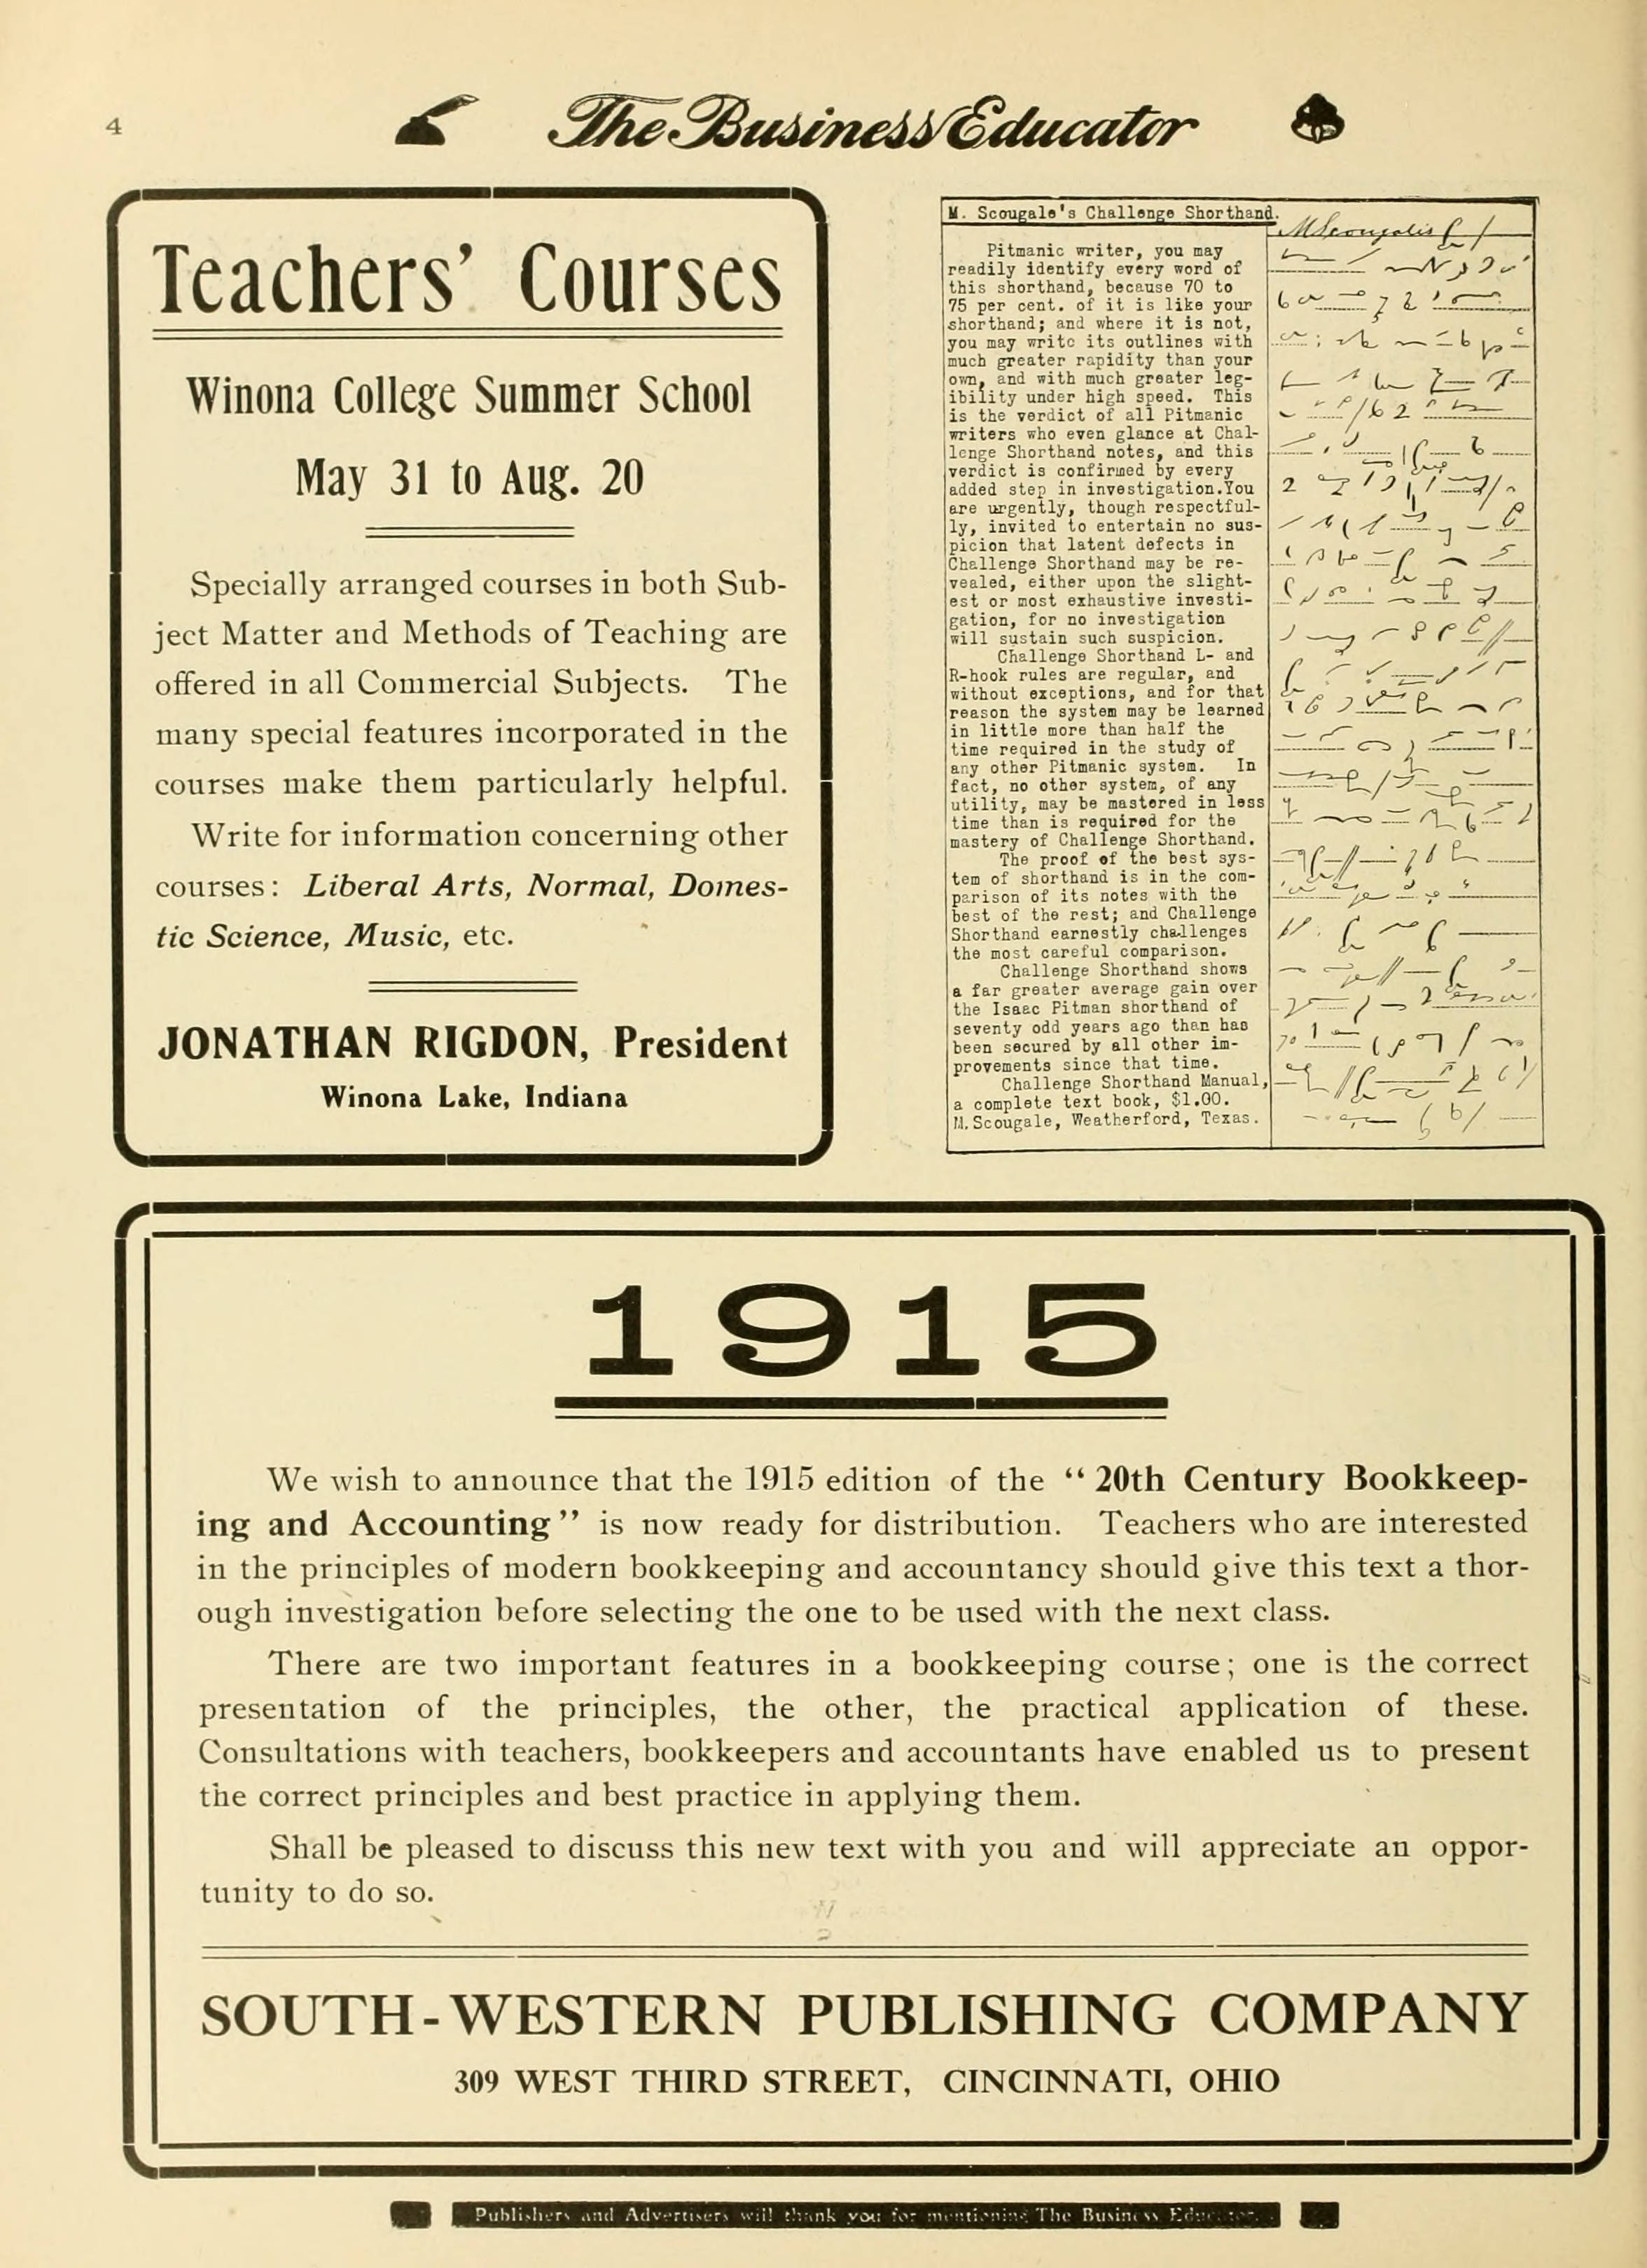 4
The Business Educator
Teachers' Courses
Winona College Summer School
May 31 to Aug. 20
Specially arranged courses in both Sub-
ject Matter and Methods of Teaching are
offered in all Commercial Subjects. The
many special features incorporated in the
courses make them particularly helpful.
Write for information concerning other
courses: Liberal Arts, Normal, Domes-
tic Science, Music, etc.
JONATHAN RIGDON, President
Winona Lake, Indiana
M. Scougale's Challenge Shorthand.
Pitmanic writer, you may
readily identify every word of
this shorthand, because 70 to
75 per cent. of it is like your
shorthand; and where it is not,
you may write its outlines with
much greater rapidity than your
own, and with much greater leg-
ibility under high speed. This
is the verdict of all Pitmanic
writers who even glance at Chal-
lenge Shorthand notes, and this
verdict is confirmed by every
added step in investigation.You
are urgently, though respectful-
ly, invited to entertain no sus-
picion that latent defects in
Challenge Shorthand may be re-
vealed, either upon the slight-
est or most exhaustive investi-
gation, for no investigation
will sustain such suspicion.
Challenge Shorthand L- and
R-hook rules are regular, and
without exceptions, and for that
reason the system may be learned
in little more than half the
time required in the study of
any other Pitmanic system. In
fact, no other system, of any
utility, may be mastered in less
time than is required for the
mastery of Challenge Shorthand.
The proof of the best sys-
tem of shorthand is in the com-
parison of its notes with the
best of the rest; and Challenge
Shorthand earnestly challenges
the most careful comparison.
Challenge Shorthand shows
a far greater average gain over
the Isaac Pitman shorthand of
seventy odd years ago than has
been secured by all other im-
provements since that time.
Challenge Shorthand Manual,
a complete text book, $1.00.
M.Scougale, Weatherford, Texas.
1915
We wish to announce that the 1915 edition of the "20th Century Bookkeep-
ing and Accounting" is now ready for distribution. Teachers who are interested
in the principles of modern bookkeeping and accountancy should give this text a thor-
ough investigation before selecting the one to be used with the next class.
There are two important features in a bookkeeping course; one is the correct
presentation of the principles, the other, the practical application of these.
Consultations with teachers, bookkeepers and accountants have enabled us to present
the correct principles and best practice in applying them.
Shall be pleased to discuss this new text with you and will appreciate an oppor-
tunity to do so.
SOUTH-WESTERN PUBLISHING COMPANY
309 WEST THIRD STREET, CINCINNATI, OHIO
Publishers and Advertisers will thank you for mentioning The Business Educator.